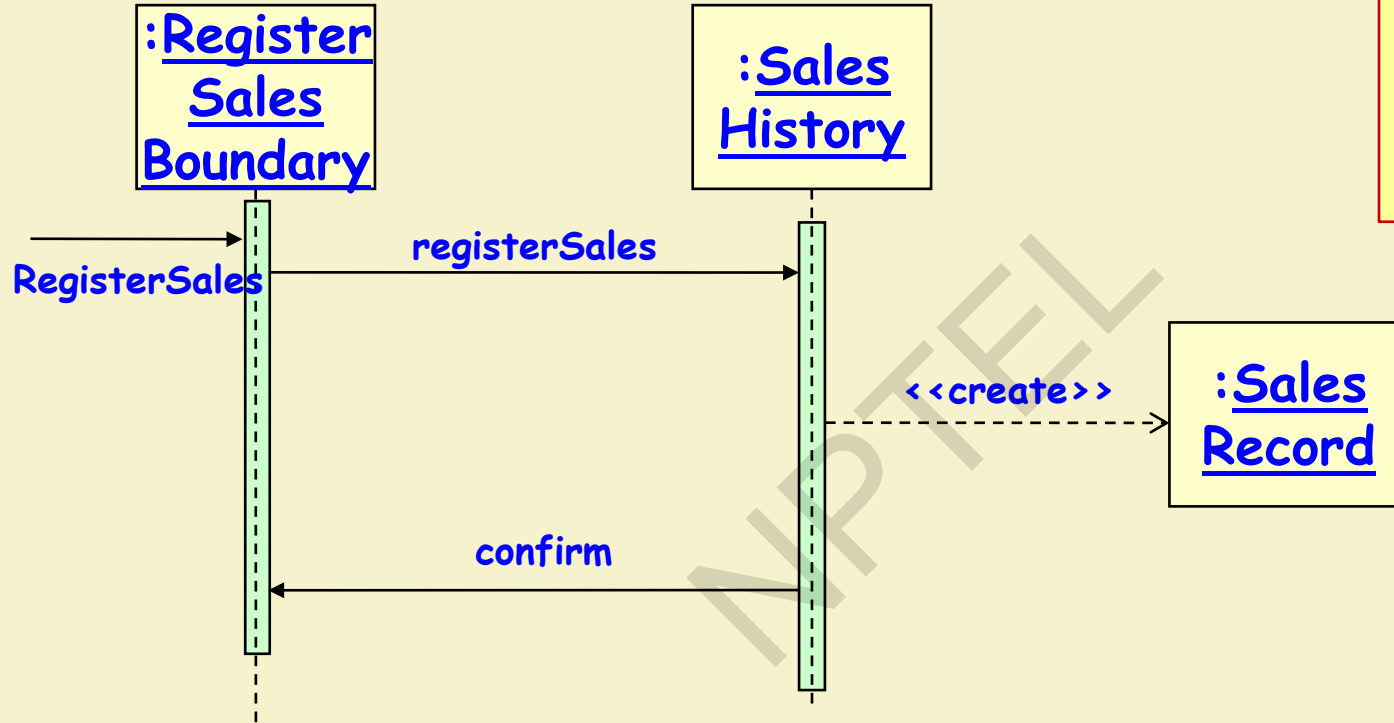 :Register
Sales
Boundary
:Sales
History
registerSales
RegisterSales
<<create>>
:Sales
Record
confirm
NPTEL